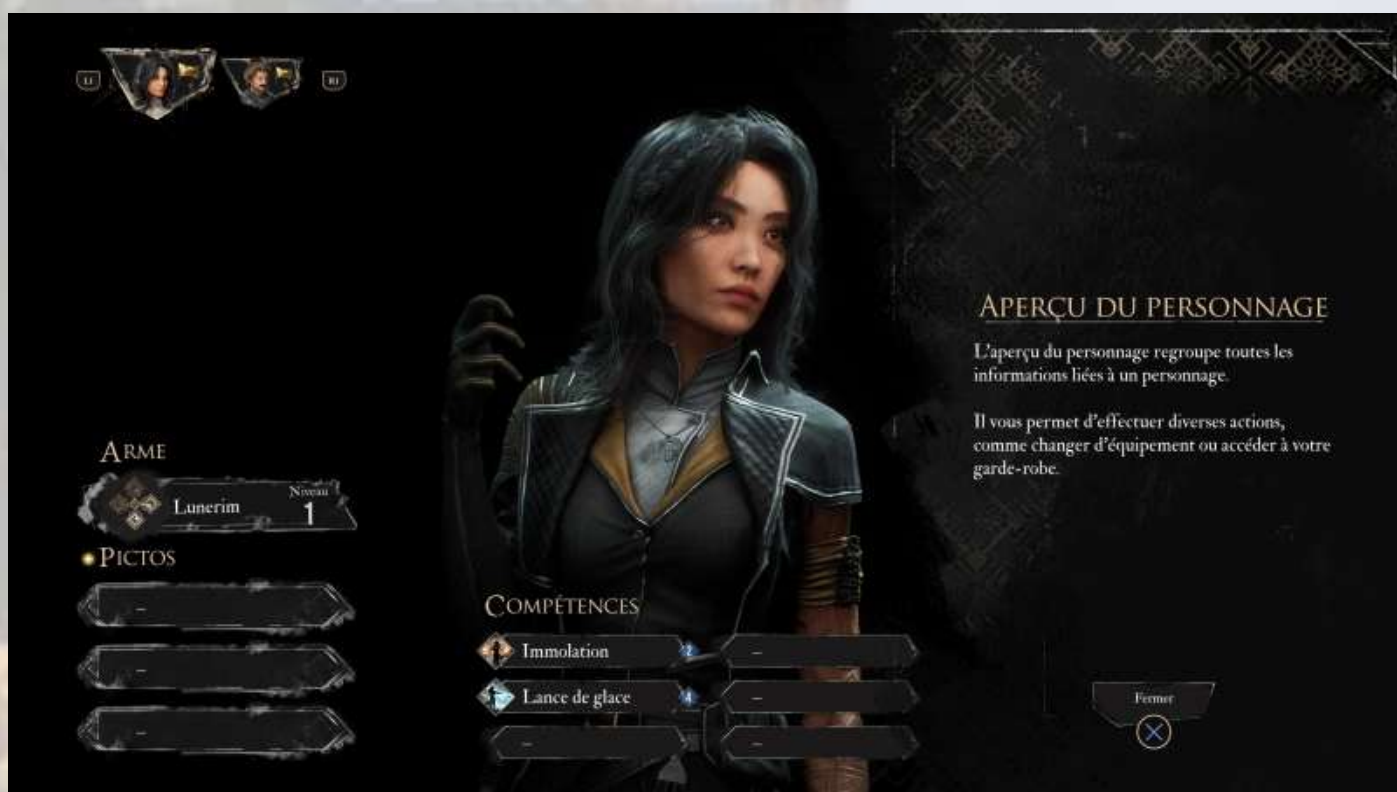 L1
R1
APERÇU DU PERSONNAGE
L'aperçu du personnage regroupe toutes les
informations liées à un personnage.
Il vous permet d'effectuer diverses actions,
comme changer d'équipement ou accéder à votre
garde-robe.
ARME
Lunerim
Niveau
1
PICTOS
–
–
–
COMPÉTENCES
Immolation 2 –
Lance de glace 4 –
– –
Fermer